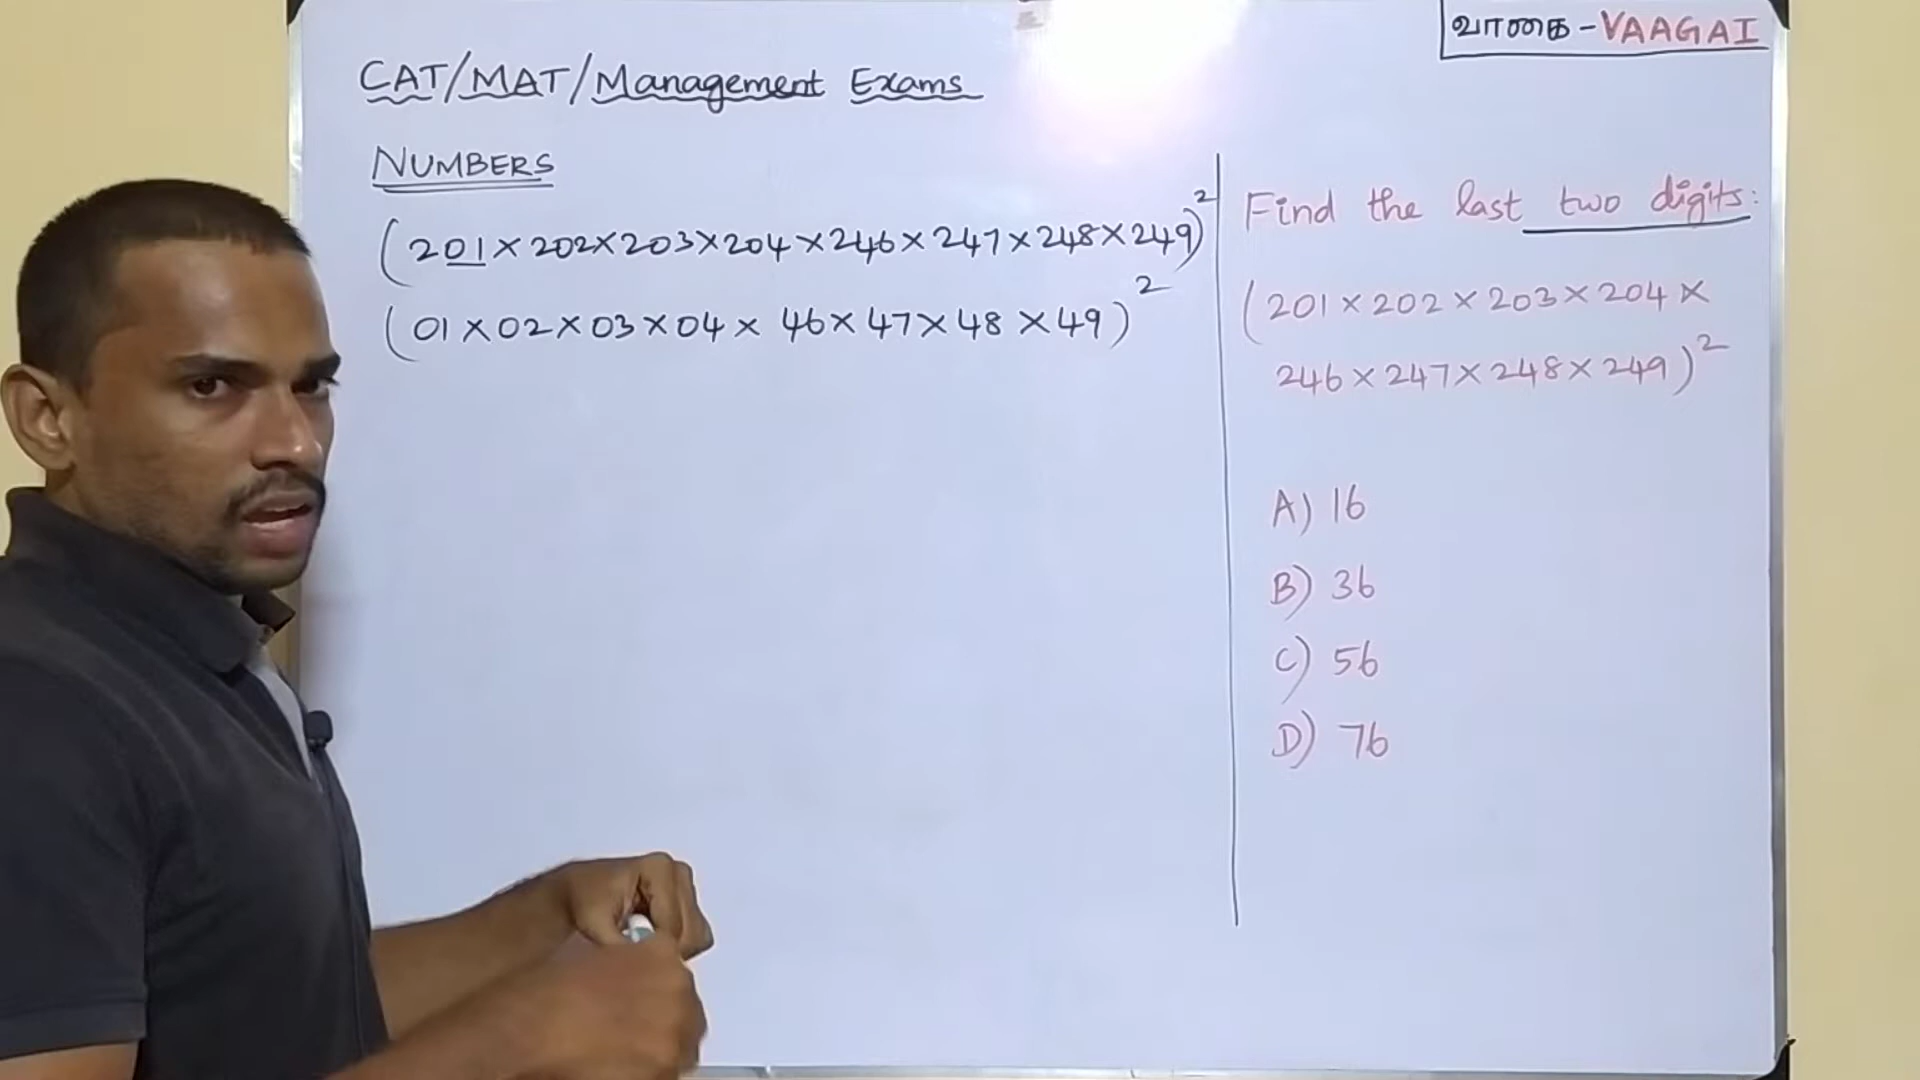 வாகை - VAAGAI
CAT/MAT/Management Exams
NUMBERS
(201×202×203×204×246×247×248×249)²
(01×02×03×04× 46×47×48×49)²
Find the last two digits:
(201×202×203×204×
246×247×248×249)²
A) 16
B) 36
C) 56
D) 76